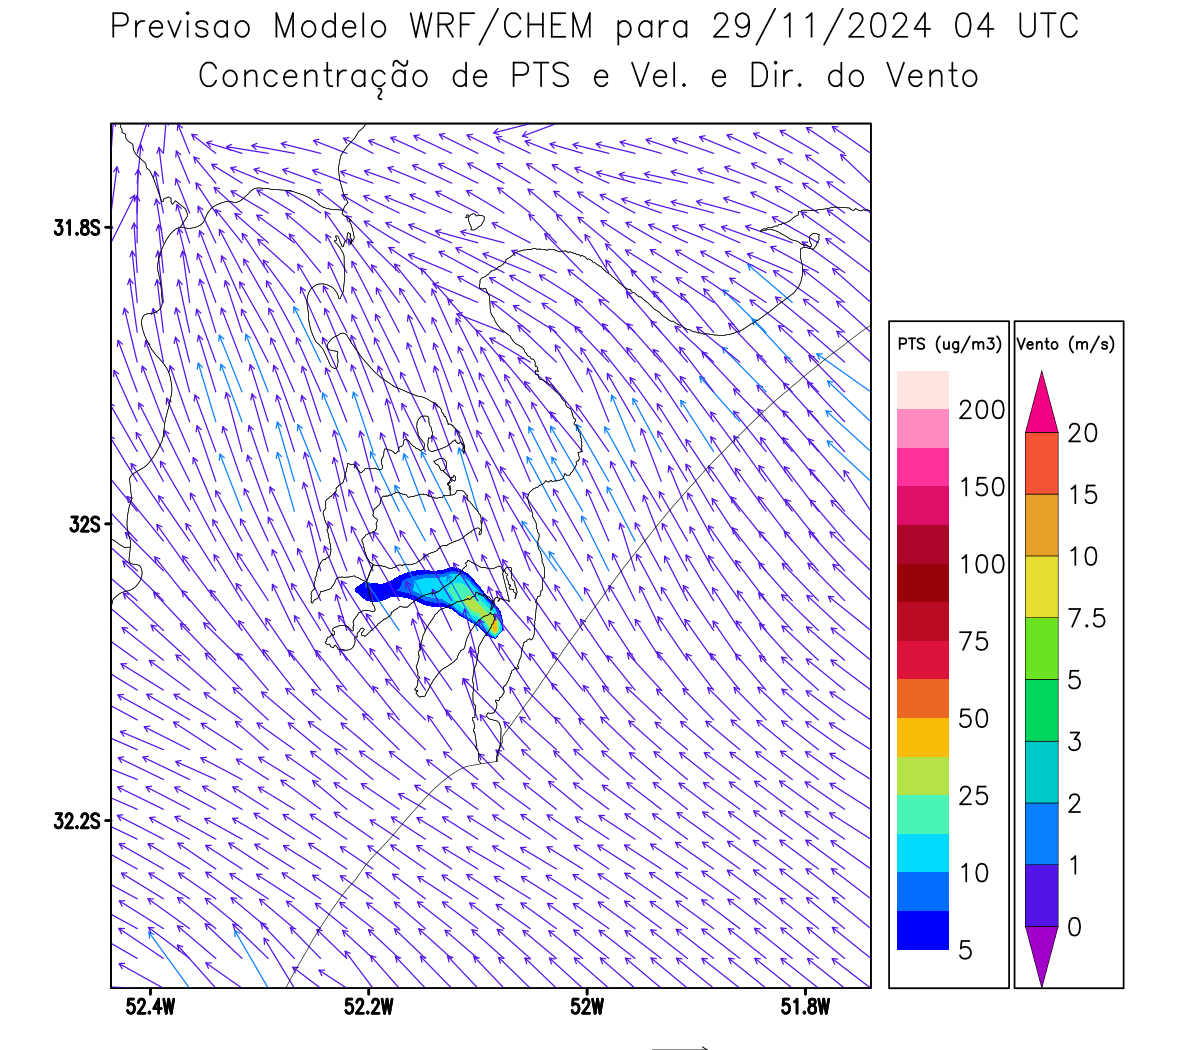 Previsao Modelo WRF/CHEM para 29/11/2024 04 UTC
Concentração de PTS e Vel. e Dir. do Vento
31.8S
32S
32.2S
52.4W
52.2W
52W
51.8W
PTS (ug/m3)
200
150
100
75
50
25
10
5
Vento (m/s)
20
15
10
7.5
5
3
2
1
0